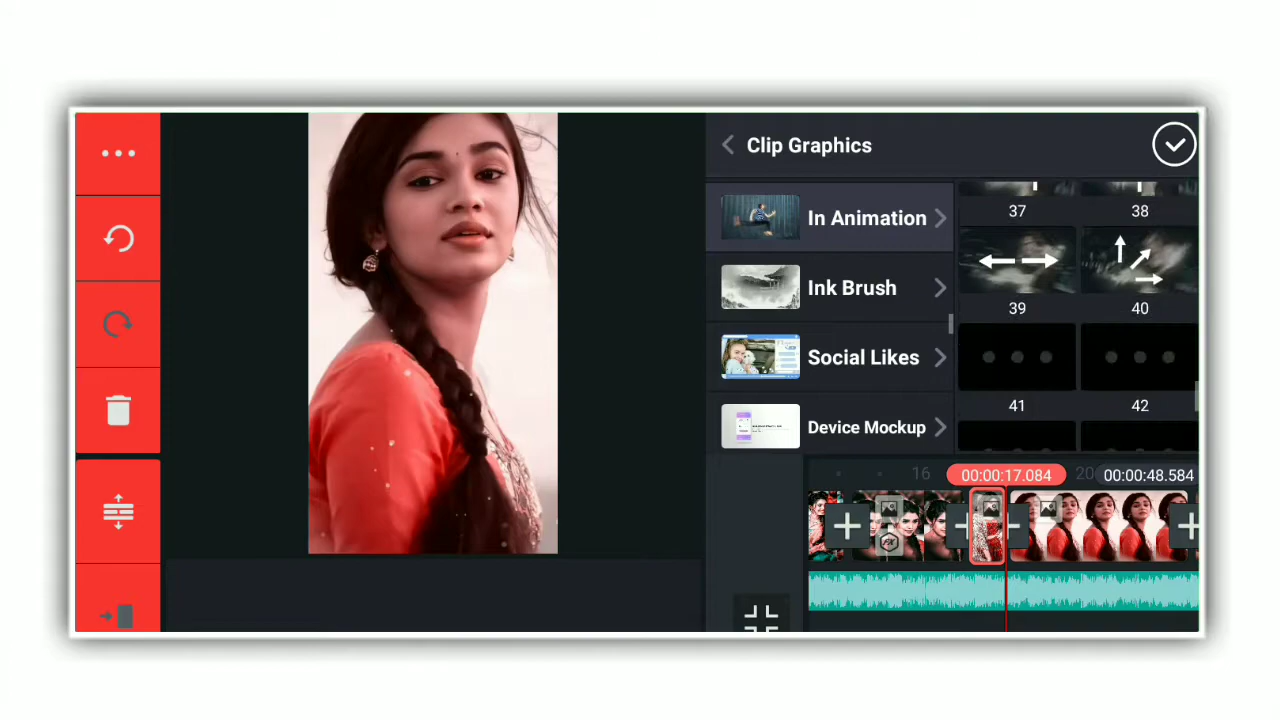 Clip Graphics
In Animation
Ink Brush
Social Likes
Device Mockup
37
38
39
40
41
42
16
00:00:17.084
20
00:00:48.584
FX